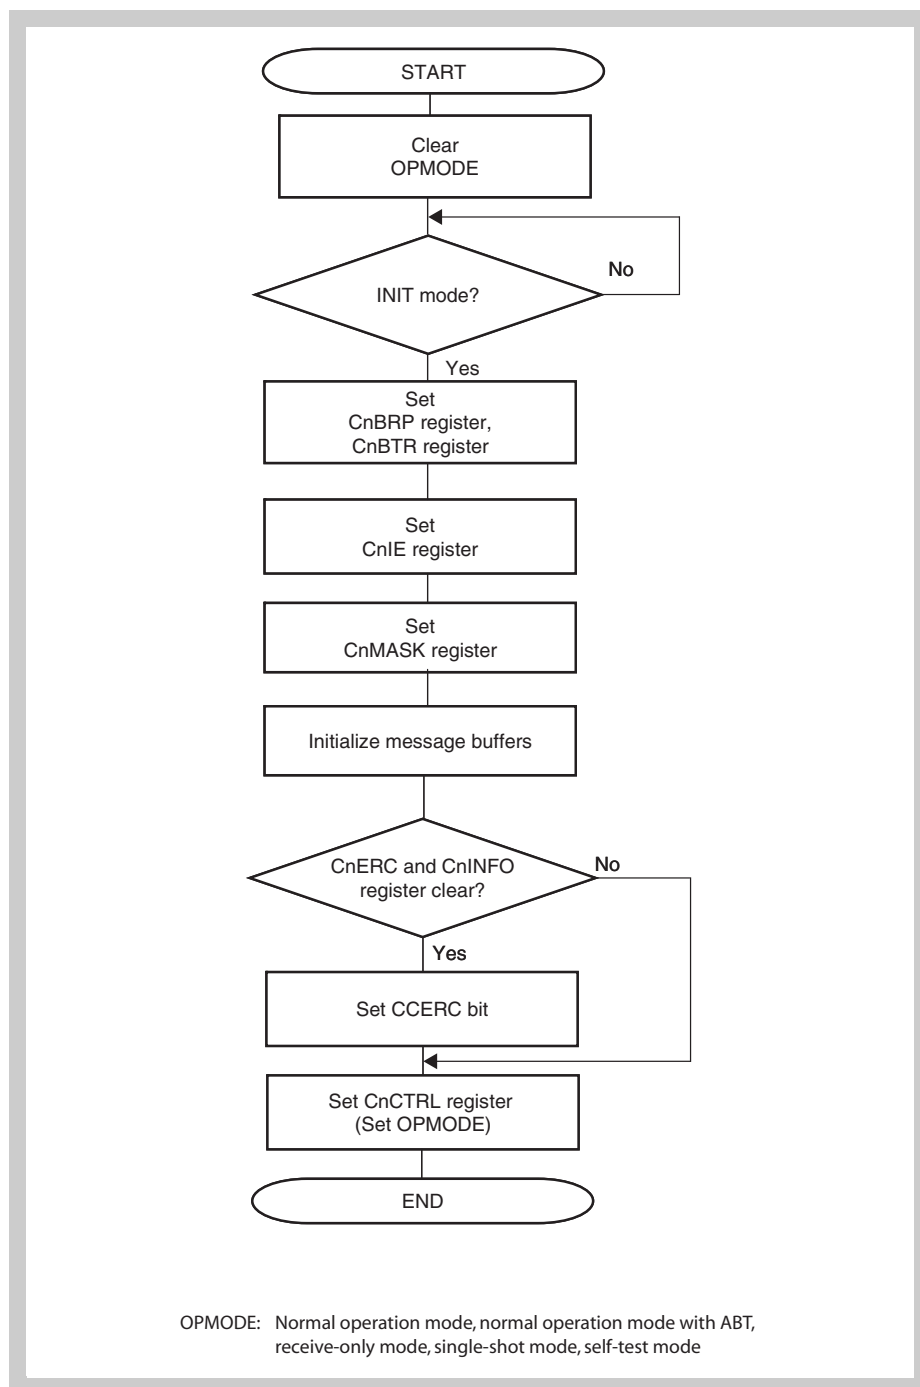 START
Clear
OPMODE
No
INIT mode?
Yes
Set
CnBRP register,
CnBTR register
Set
CnIE register
Set
CnMASK register
Initialize message buffers
CnERC and CnINFO
register clear?
No
Yes
Set CCERC bit
Set CnCTRL register
(Set OPMODE)
END
OPMODE: Normal operation mode, normal operation mode with ABT,
receive-only mode, single-shot mode, self-test mode